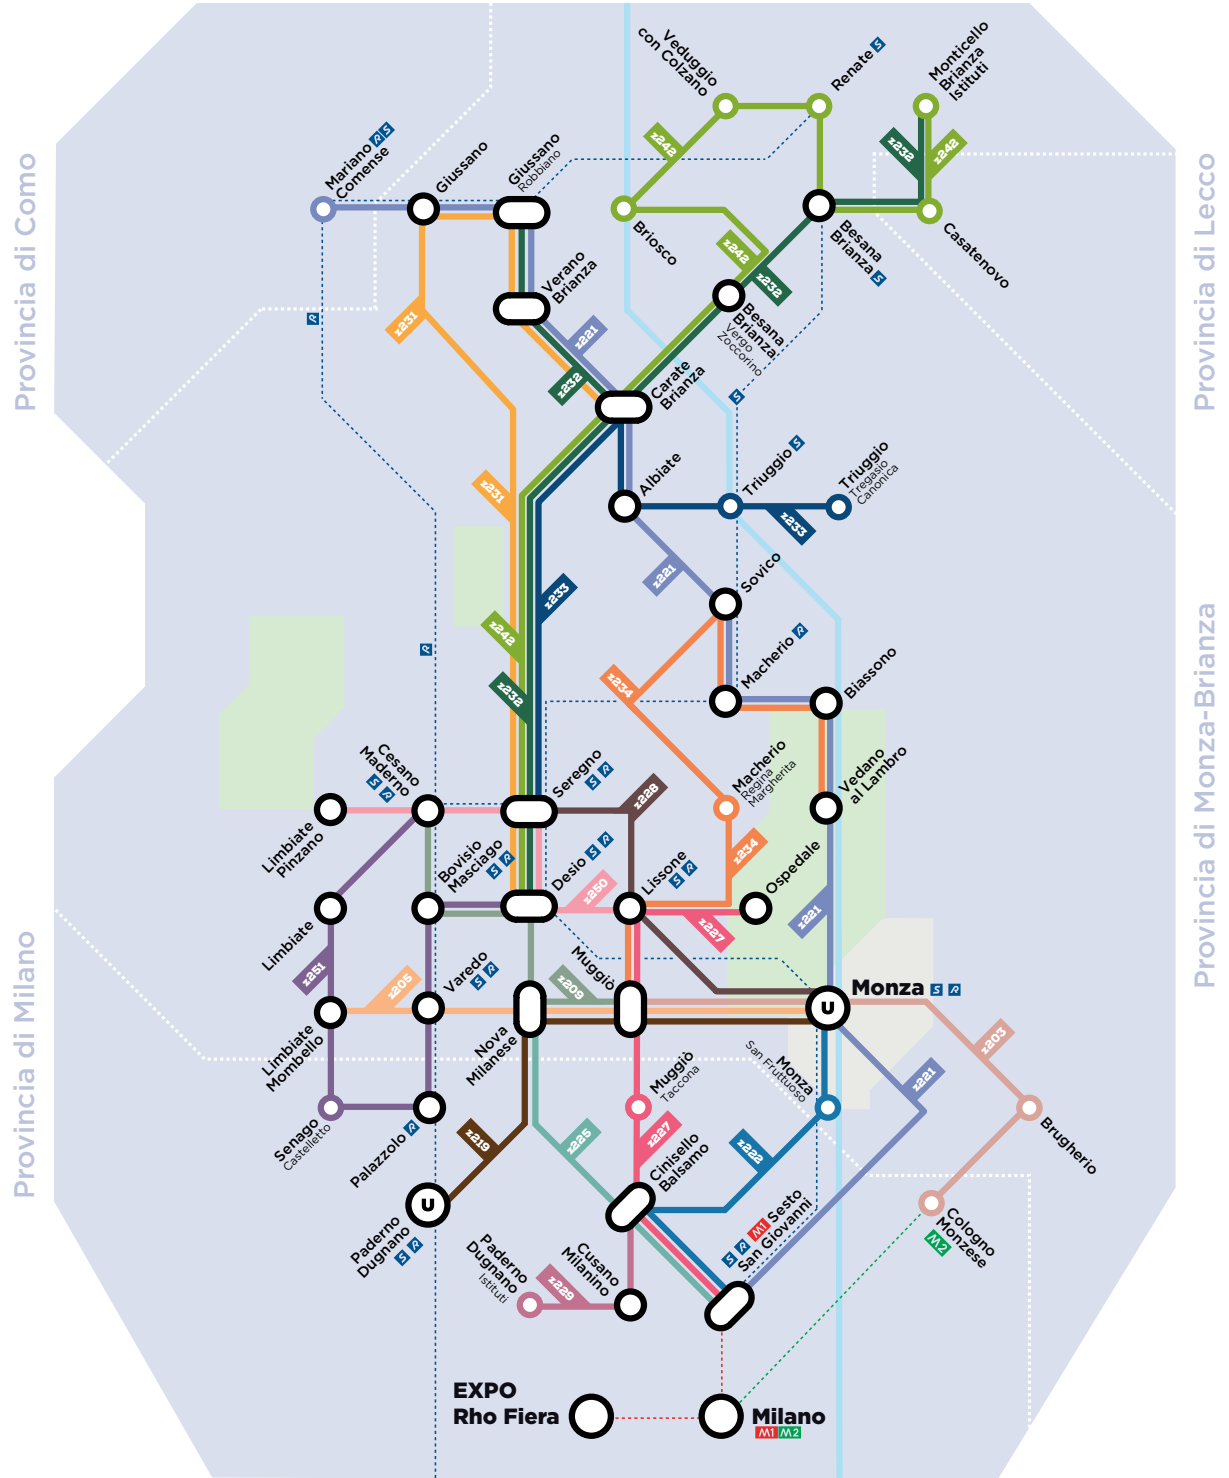 Provincia di Como
Provincia di Lecco
Provincia di Monza-Brianza
Provincia di Milano
Veduggio
con Colzano
Renate S
Monticello
Brianza
Istituti
z242
z232
z242
Mariano R S
Comense
Giussano
Giussano
Robbiano
Briosco
Besana
Brianza S
Casatenovo
z242
z232
Verano
Brianza
R
z231
z221
z232
Besana
Brianza
Vergo
Zoccorino
Carate
Brianza
S
z231
Albiate
Triuggio S
Triuggio
Tregasio
Canonica
z233
z221
Sovico
z233
z242
R
Macherio R
Biassono
z234
z232
Cesano
Maderno
S R
Seregno
S R
z228
Macherio
Regina
Margherita
Vedano
al Lambro
Limbiate
Pinzano
Bovisio
Masciago
S R
Desio S R
z250
Lissone
S R
z234
Ospedale
z227
z221
Limbiate
z251
z205
Varedo
S R
Muggiò
z209
Monza S R
U
Limbiate
Mombello
Nova
Milanese
Muggiò
Taccona
Monza
San Fruttuoso
z203
z221
Senago
Castelletto
Palazzolo R
z219
z225
z227
z222
Brugherio
Cinisello
Balsamo
U
Paderno
Dugnano
S R
Paderno
Dugnano
Istituti
z229
Cusano
Milanino
S R M1 Sesto
San Giovanni
Cologno
Monzese
M2
EXPO
Rho Fiera
Milano
M1 M2